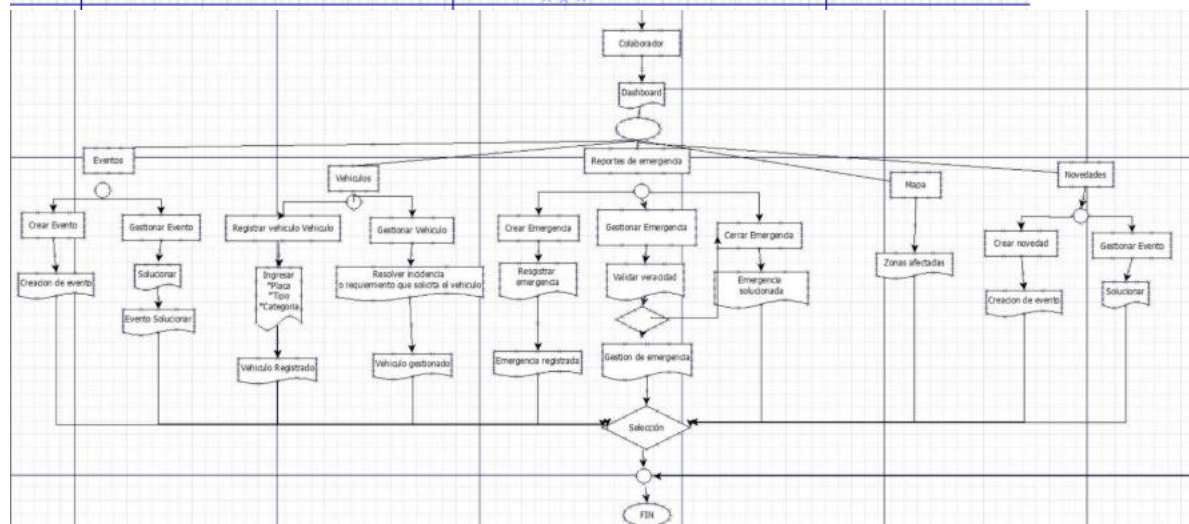 Colaborador
Dashboard
Eventos
Vehiculos
Reportes de emergencia
Mapa
Novedades
Crear Evento
Gestionar Evento
Registrar vehiculo Vehiculo
Gestionar Vehiculo
Crear Emergencia
Gestionar Emergencia
Cerrar Emergencia
Crear novedad
Gestionar Evento
Creacion de evento
Solucionar
Evento Solucionar
Ingresar
*Placa
*Tipo
*Categoria
Resolver incidencia
o requiemiento que solicita el vehiculo
Resgistrar
emergencia
Validar veracidad
Emergencia
solucionada
Zonas afectadas
Creacion de evento
Solucionar
Vehiculo Registrado
Vehiculo gestionado
Emergencia registrada
Gestion de emergencia
Selección
FIN